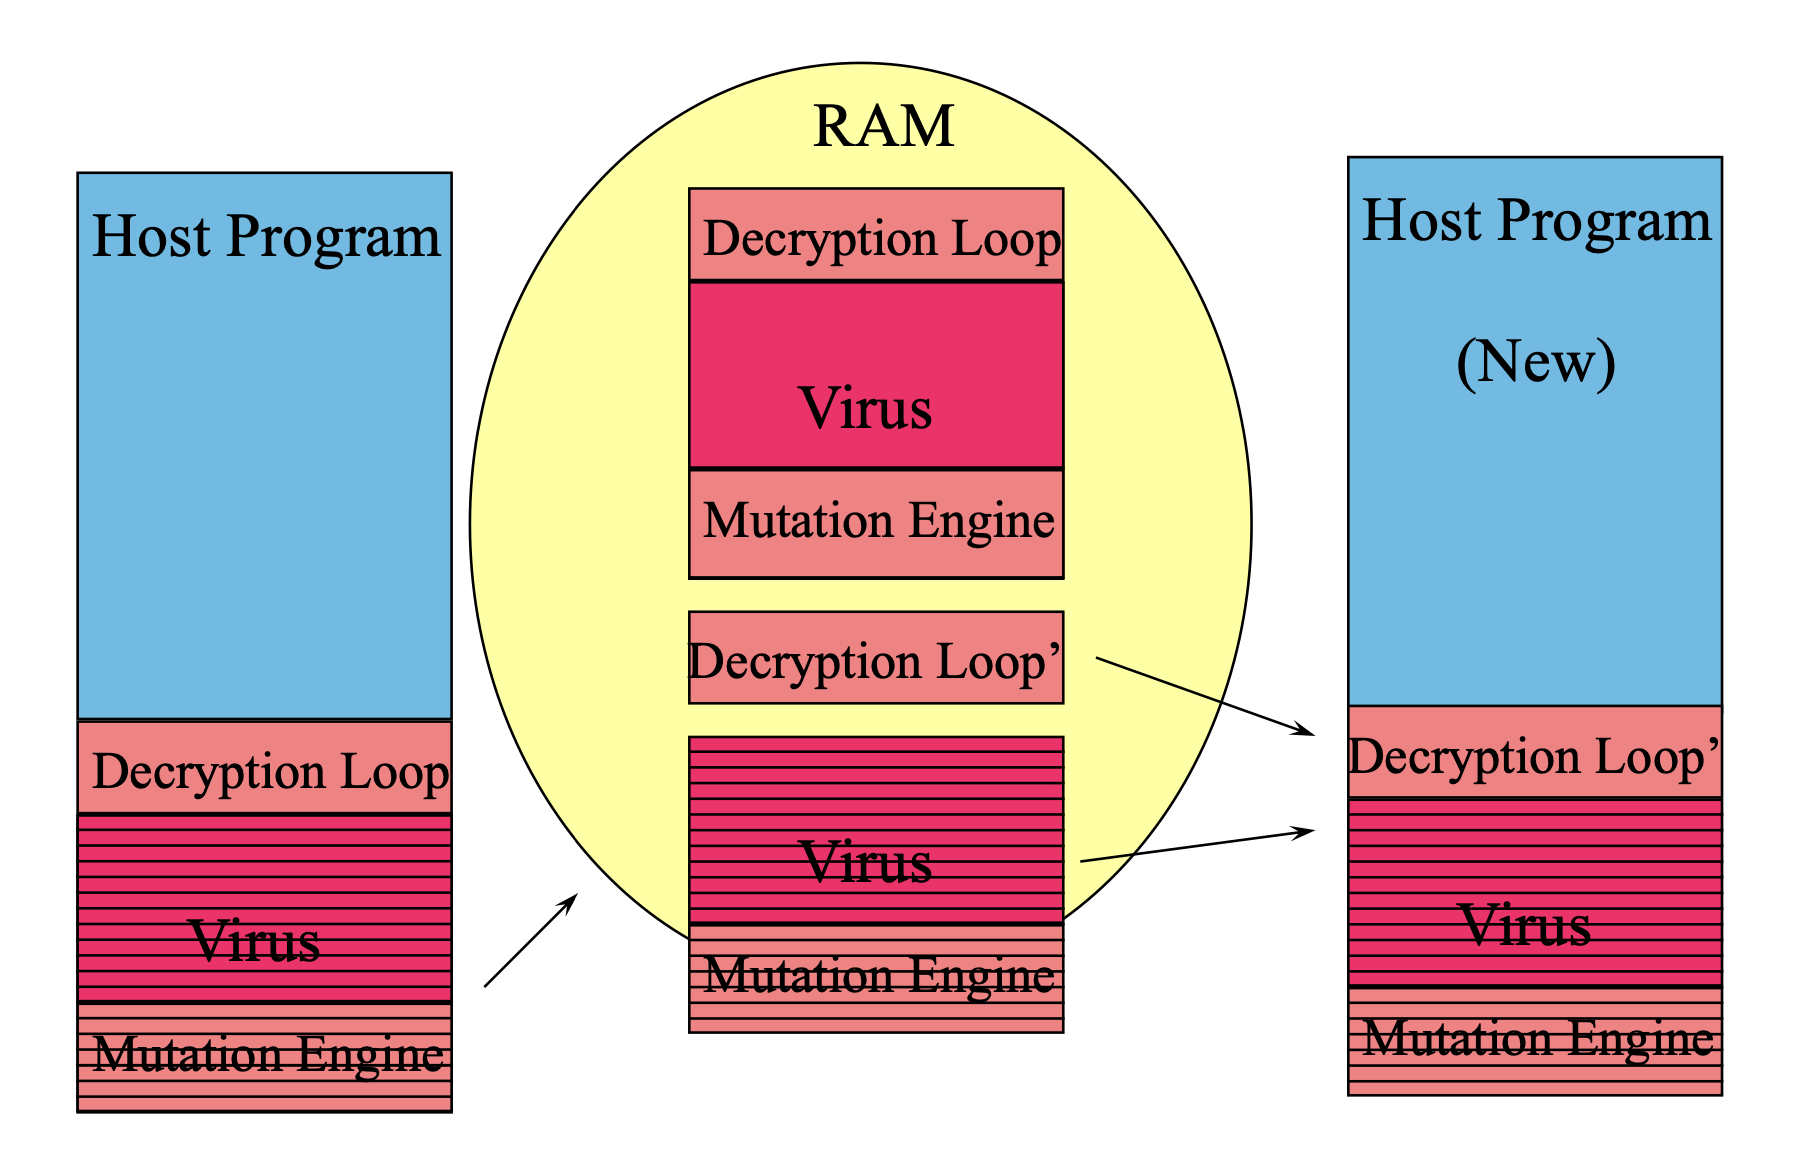 Host Program
Decryption Loop
Virus
Mutation Engine
RAM
Decryption Loop
Virus
Mutation Engine
Decryption Loop’
Virus
Mutation Engine
Host Program
(New)
Decryption Loop’
Virus
Mutation Engine